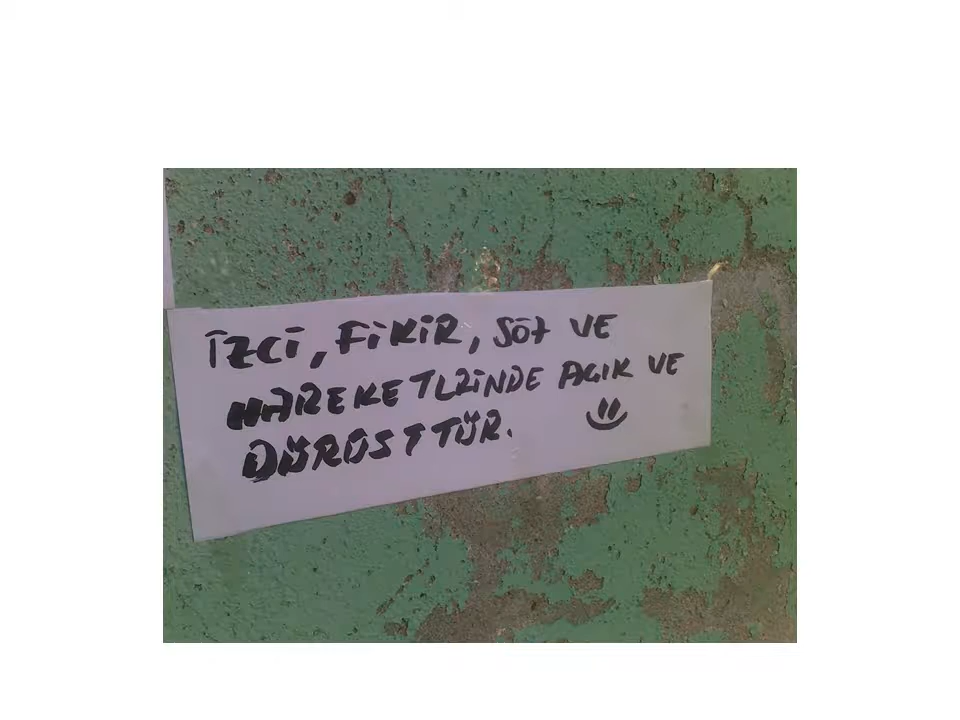 İZCİ, FİKİR, SÖZ VE
HAREKETLRİNDE AÇIK VE
DÜRÜSTTÜR.